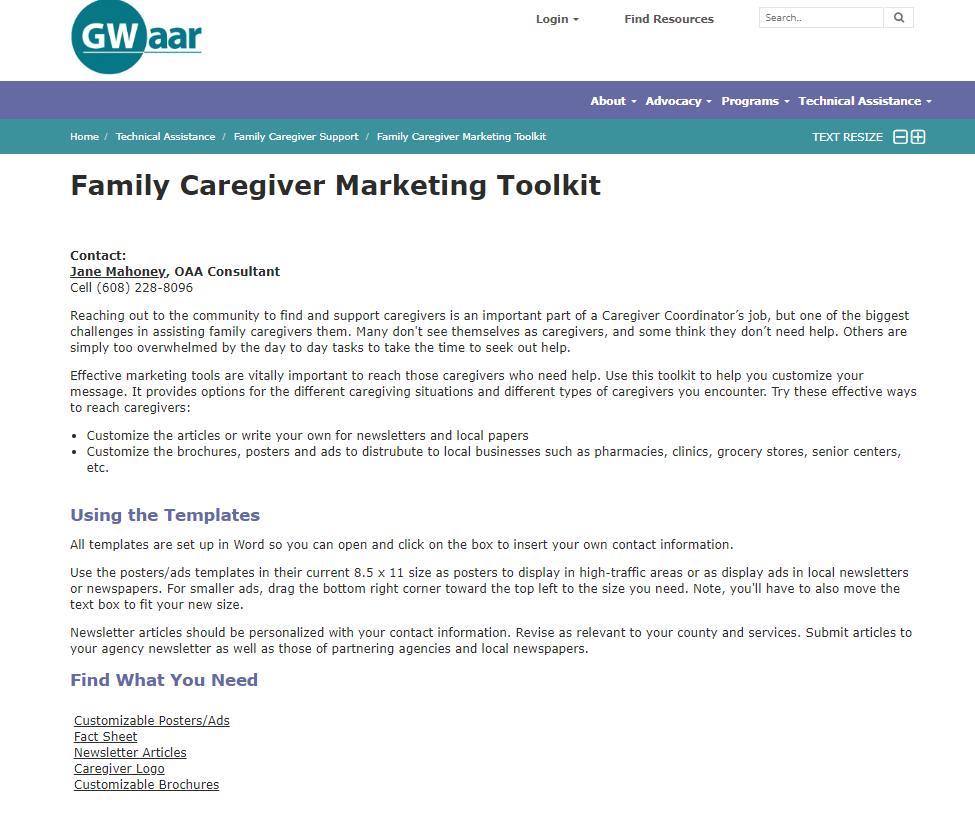 GWaar
Login
Find Resources
Search..
About
Advocacy
Programs
Technical Assistance
Home / Technical Assistance / Family Caregiver Support / Family Caregiver Marketing Toolkit
TEXT RESIZE
Family Caregiver Marketing Toolkit
Contact:
Jane Mahoney, OAA Consultant
Cell (608) 228-8096
Reaching out to the community to find and support caregivers is an important part of a Caregiver Coordinator’s job, but one of the biggest
challenges in assisting family caregivers them. Many don't see themselves as caregivers, and some think they don’t need help. Others are
simply too overwhelmed by the day to day tasks to take the time to seek out help.
Effective marketing tools are vitally important to reach those caregivers who need help. Use this toolkit to help you customize your
message. It provides options for the different caregiving situations and different types of caregivers you encounter. Try these effective ways
to reach caregivers:
• Customize the articles or write your own for newsletters and local papers
• Customize the brochures, posters and ads to distrubute to local businesses such as pharmacies, clinics, grocery stores, senior centers,
etc.
Using the Templates
All templates are set up in Word so you can open and click on the box to insert your own contact information.
Use the posters/ads templates in their current 8.5 x 11 size as posters to display in high-traffic areas or as display ads in local newsletters
or newspapers. For smaller ads, drag the bottom right corner toward the top left to the size you need. Note, you'll have to also move the
text box to fit your new size.
Newsletter articles should be personalized with your contact information. Revise as relevant to your county and services. Submit articles to
your agency newsletter as well as those of partnering agencies and local newspapers.
Find What You Need
Customizable Posters/Ads
Fact Sheet
Newsletter Articles
Caregiver Logo
Customizable Brochures